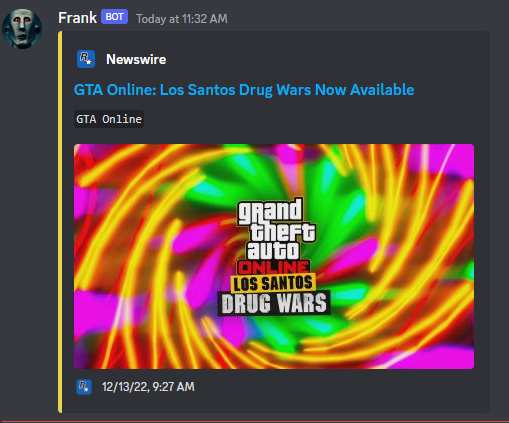 Frank BOT Today at 11:32 AM
Newswire
GTA Online: Los Santos Drug Wars Now Available
GTA Online
grand
theft
auto
ONLINE
LOS SANTOS
DRUG WARS
12/13/22, 9:27 AM